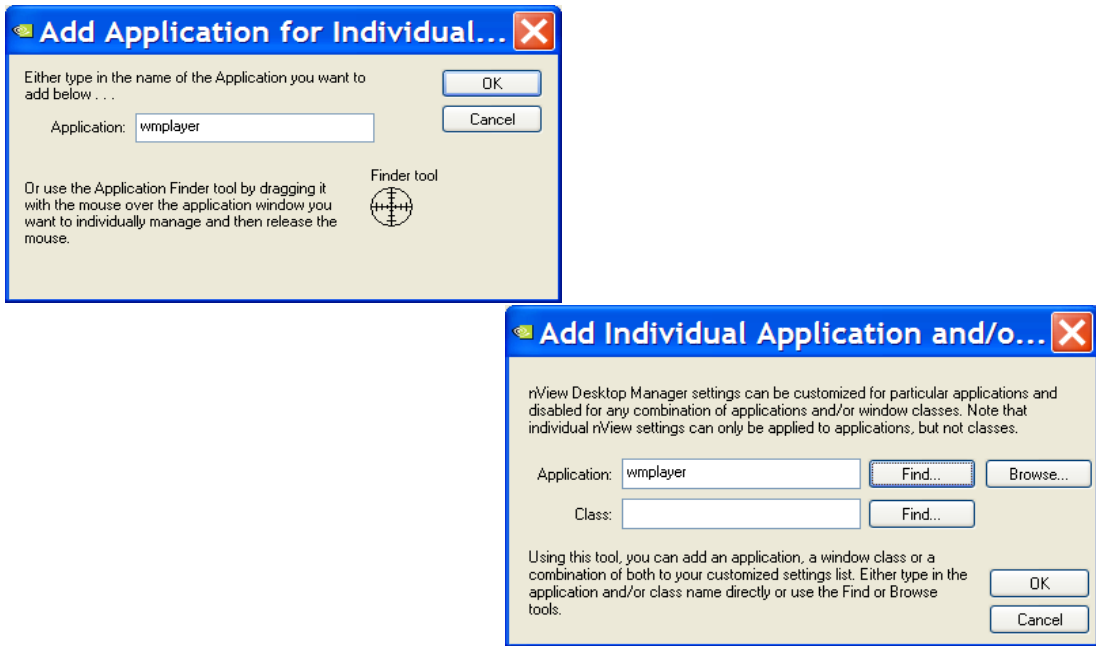 Add Application for Individual...
Either type in the name of the Application you want to
add below . . .
OK
Application: wmplayer
Cancel
Finder tool
Or use the Application Finder tool by dragging it
with the mouse over the application window you
want to individually manage and then release the
mouse.
Add Individual Application and/o...
nView Desktop Manager settings can be customized for particular applications and
disabled for any combination of applications and/or window classes. Note that
individual nView settings can only be applied to applications, but not classes.
Application: wmplayer Find... Browse...
Class: Find...
Using this tool, you can add an application, a window class or a
combination of both to your customized settings list. Either type in the
application and/or class name directly or use the Find or Browse
tools.
OK
Cancel